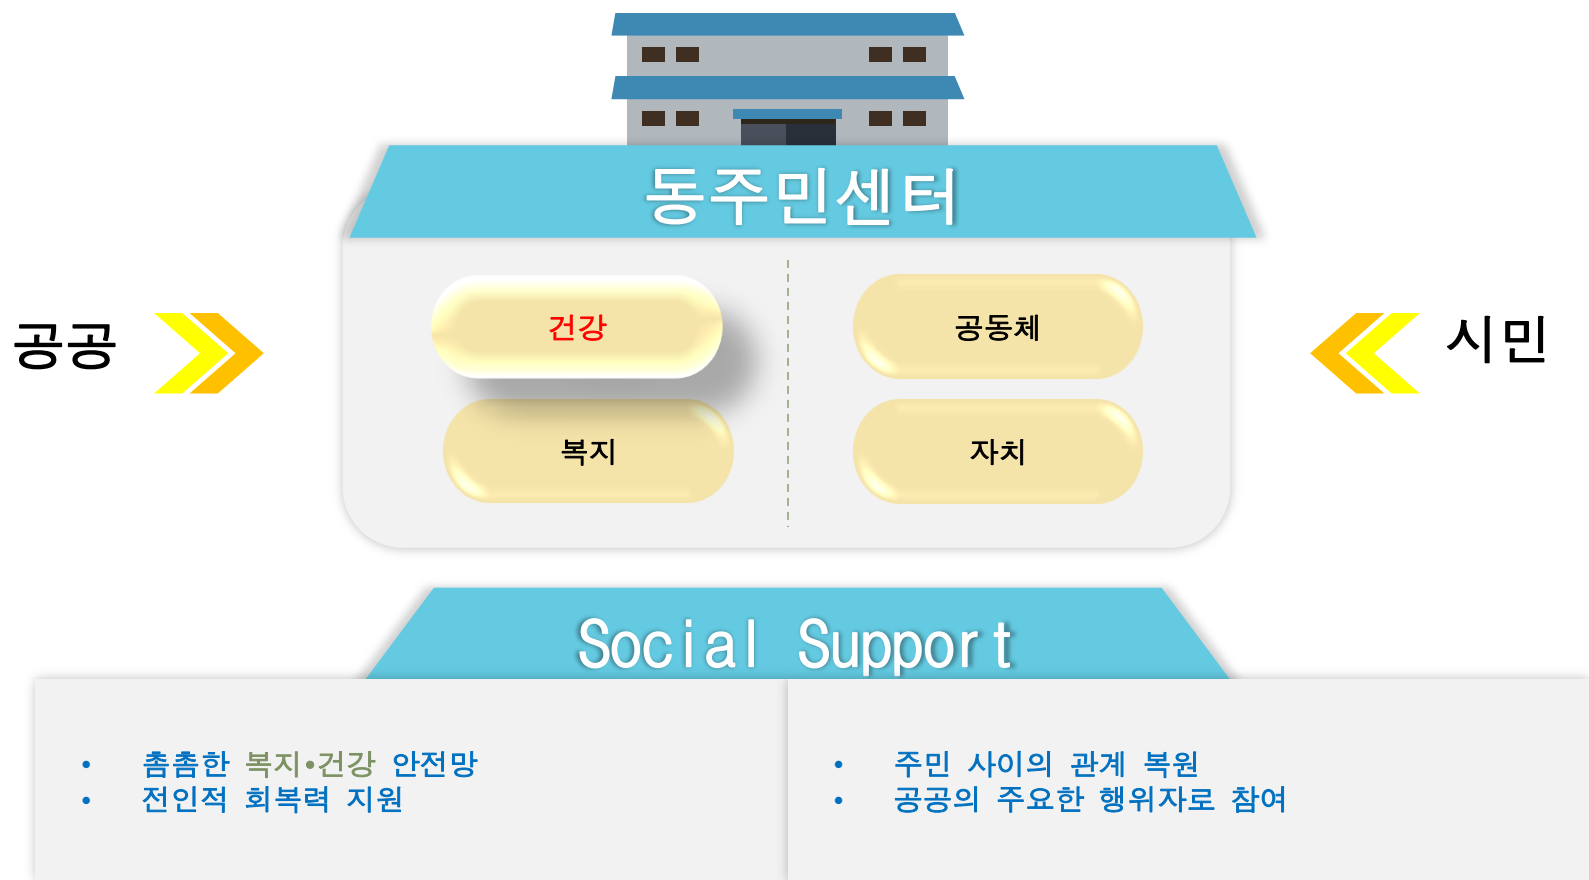 동주민센터
공공
건강
복지
공동체
자치
시민
Social Support
• 촘촘한 복지•건강 안전망
• 전인적 회복력 지원
• 주민 사이의 관계 복원
• 공공의 주요한 행위자로 참여